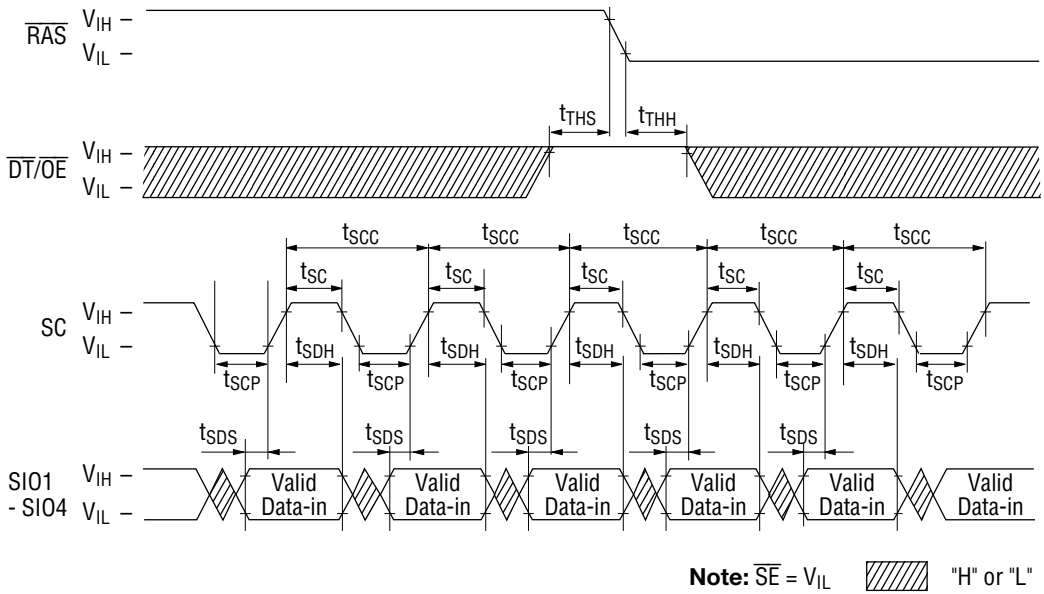 RAS VIH
VIL
tTHS tTHH
DT/OE VIH
VIL
tSCC tSCC tSCC tSCC tSCC
tSC tSC tSC tSC tSC
SC VIH
VIL
tSDH tSDH tSDH tSDH tSDH
tSCP tSCP tSCP tSCP tSCP tSCP
tSDS tSDS tSDS tSDS tSDS
SIO1 - SIO4 VIH
VIL
Valid Data-in Valid Data-in Valid Data-in Valid Data-in Valid Data-in Valid Data-in
Note: SE = VIL "H" or "L"